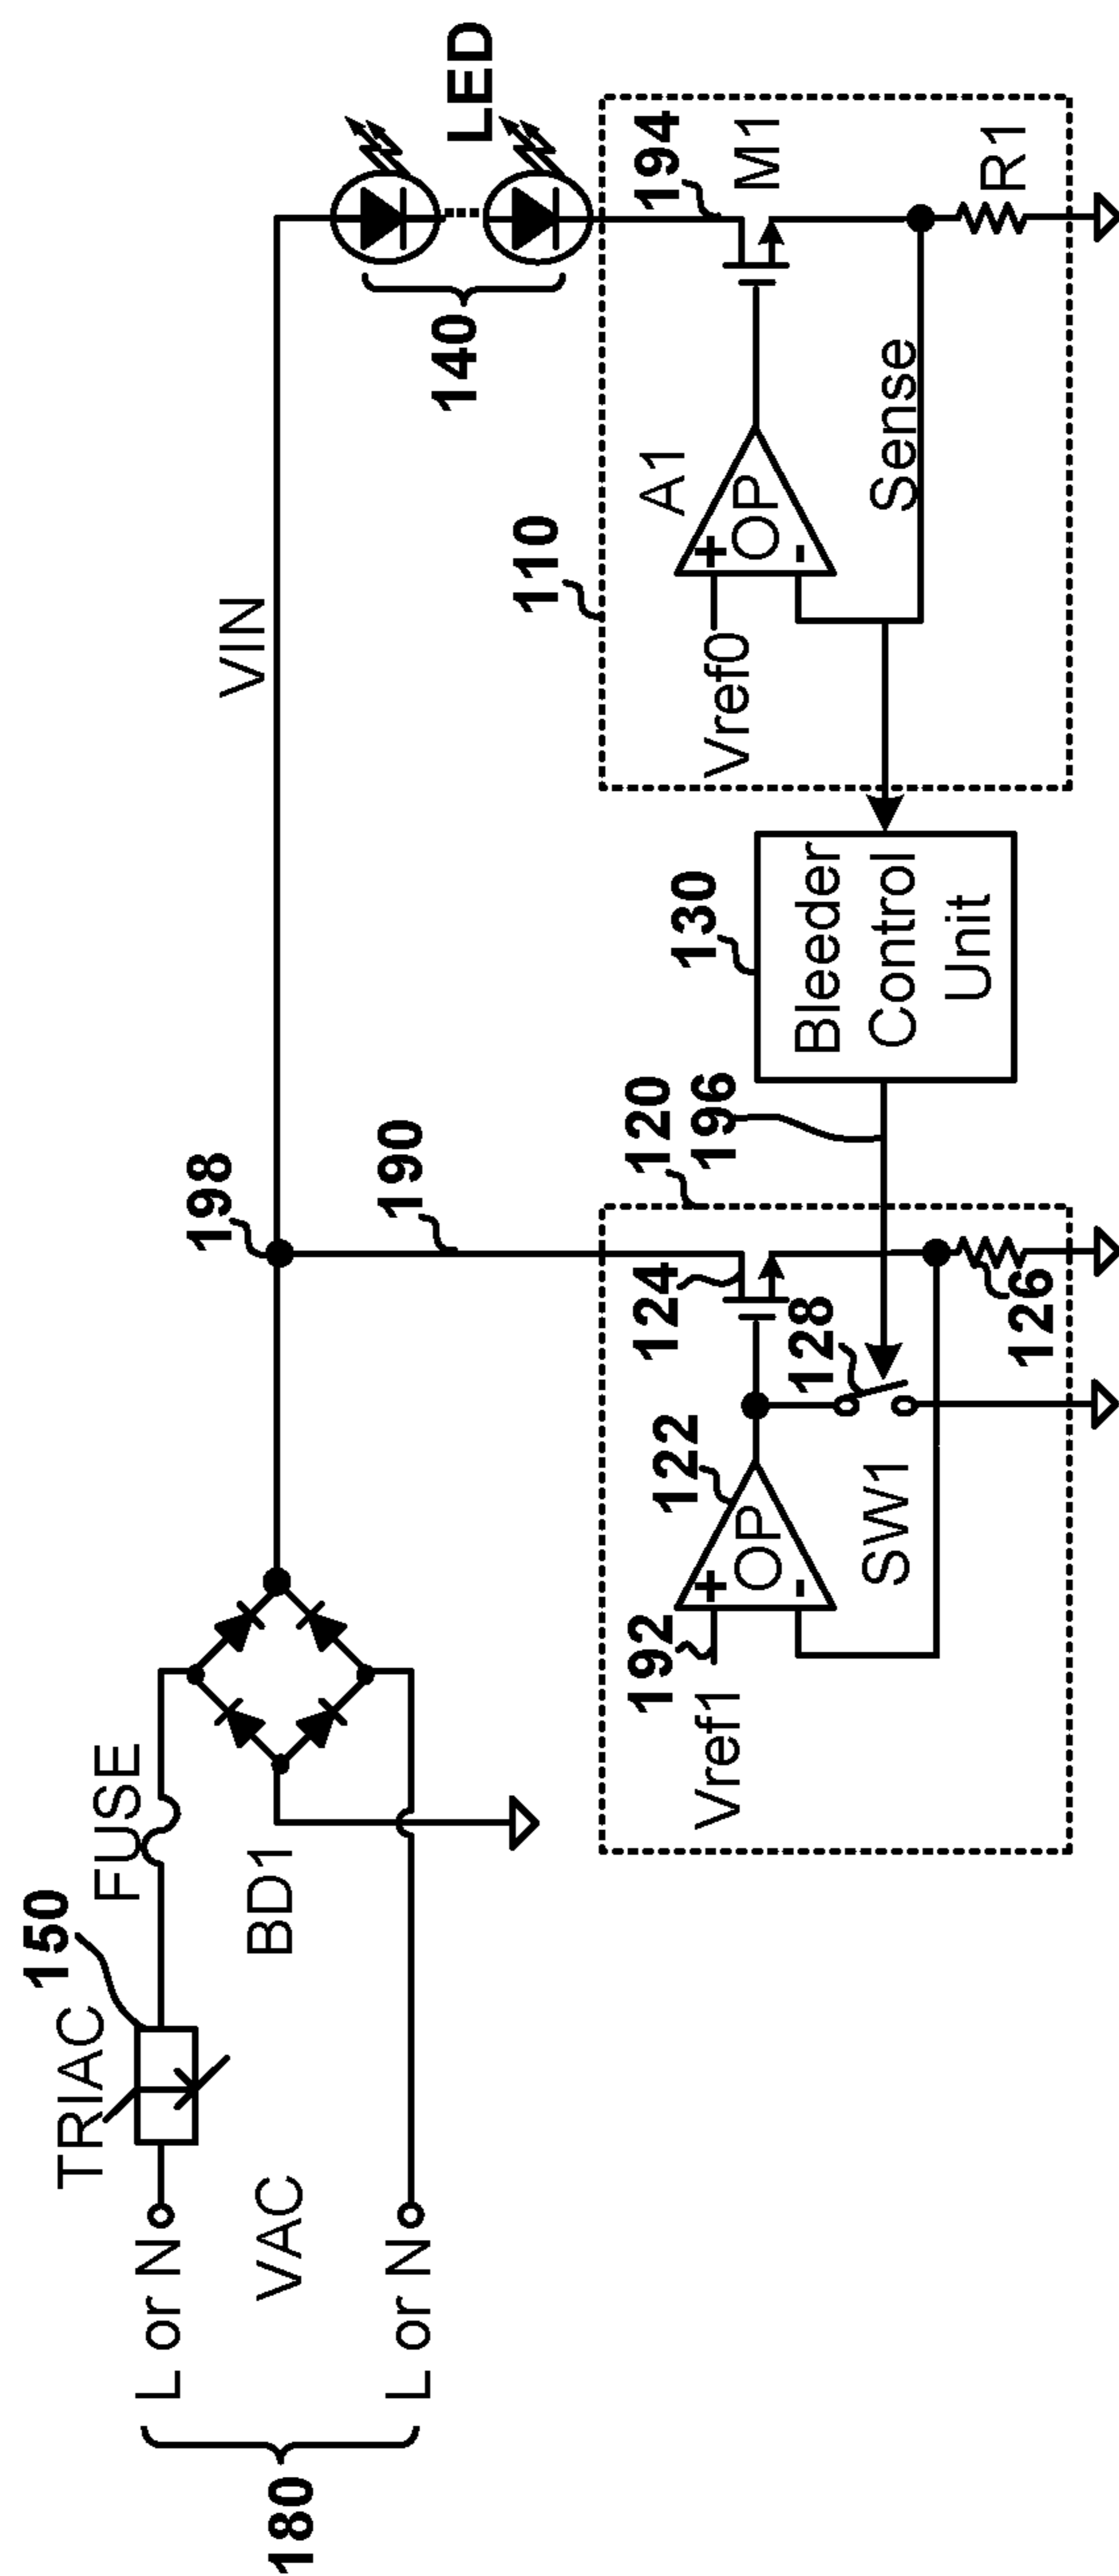 180
L or N
VAC
L or N
TRIAC
150
FUSE
BD1
198
VIN
190
LED
140
Vref1
192
OP
+
-
122
SW1
124
128
126
120
196
130
Bleeder
Control
Unit
110
Vref0
A1
OP
+
-
Sense
194
M1
R1